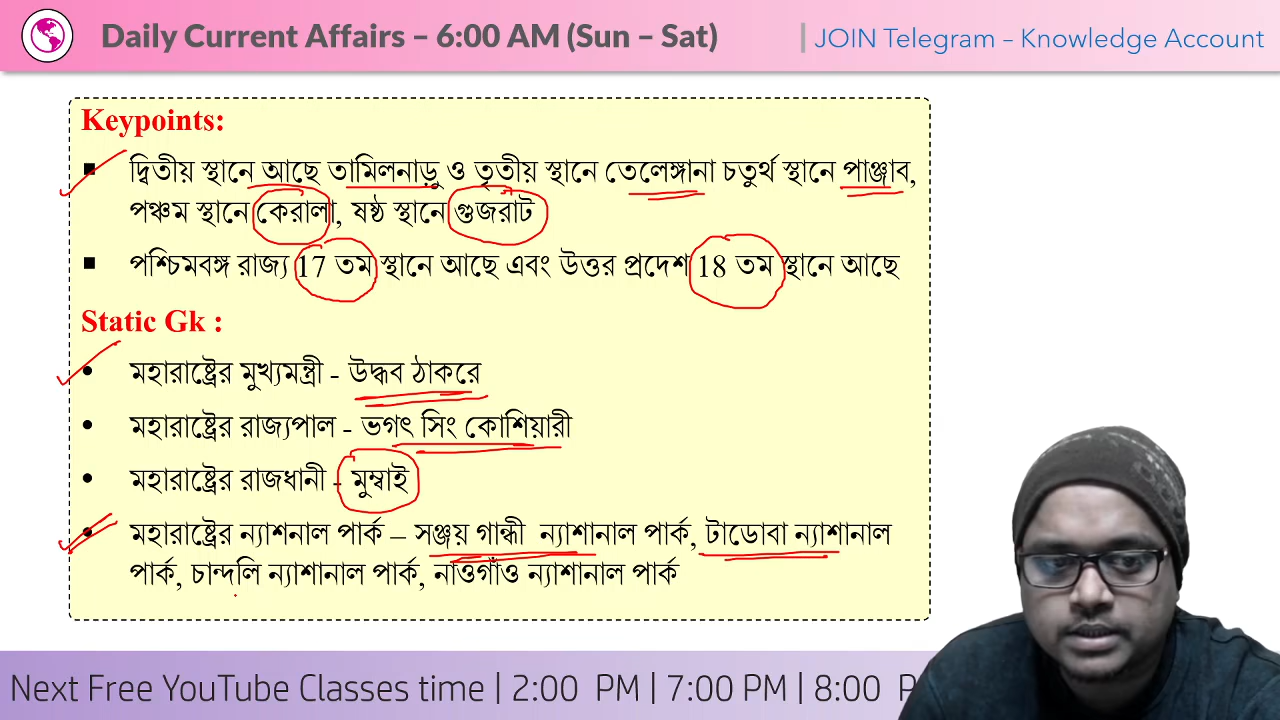 Daily Current Affairs – 6:00 AM (Sun – Sat)
JOIN Telegram – Knowledge Account
Keypoints:
দ্বিতীয় স্থানে আছে তামিলনাড়ু ও তৃতীয় স্থানে তেলেঙ্গানা চতুর্থ স্থানে পাঞ্জাব,
পঞ্চম স্থানে কেরালা, ষষ্ঠ স্থানে গুজরাট
পশ্চিমবঙ্গ রাজ্য 17 তম স্থানে আছে এবং উত্তর প্রদেশ 18 তম স্থানে আছে
Static Gk :
মহারাষ্ট্রের মুখ্যমন্ত্রী - উদ্ধব ঠাকরে
মহারাষ্ট্রের রাজ্যপাল - ভগৎ সিং কোশিয়ারী
মহারাষ্ট্রের রাজধানী - মুম্বাই
মহারাষ্ট্রের ন্যাশনাল পার্ক – সঞ্জয় গান্ধী ন্যাশানাল পার্ক, টাডোবা ন্যাশানাল
পার্ক, চান্দলি ন্যাশানাল পার্ক, নাওগাঁও ন্যাশানাল পার্ক
Next Free YouTube Classes time | 2:00 PM | 7:00 PM | 8:00